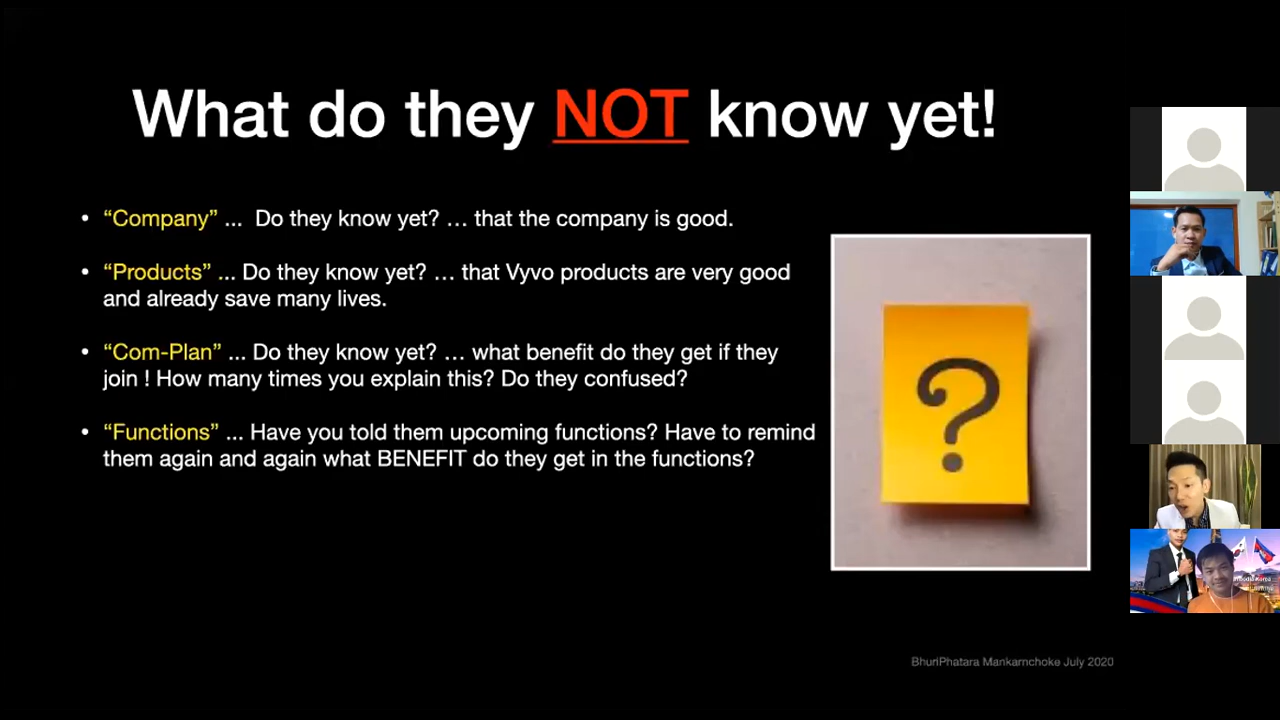 What do they NOT know yet!
• “Company” ... Do they know yet? … that the company is good.
• “Products” ... Do they know yet? … that Vyvo products are very good
and already save many lives.
• “Com-Plan” ... Do they know yet? … what benefit do they get if they
join ! How many times you explain this? Do they confused?
• “Functions” ... Have you told them upcoming functions? Have to remind
them again and again what BENEFIT do they get in the functions?
?
BhuriPhatara Mankarnchoke July 2020